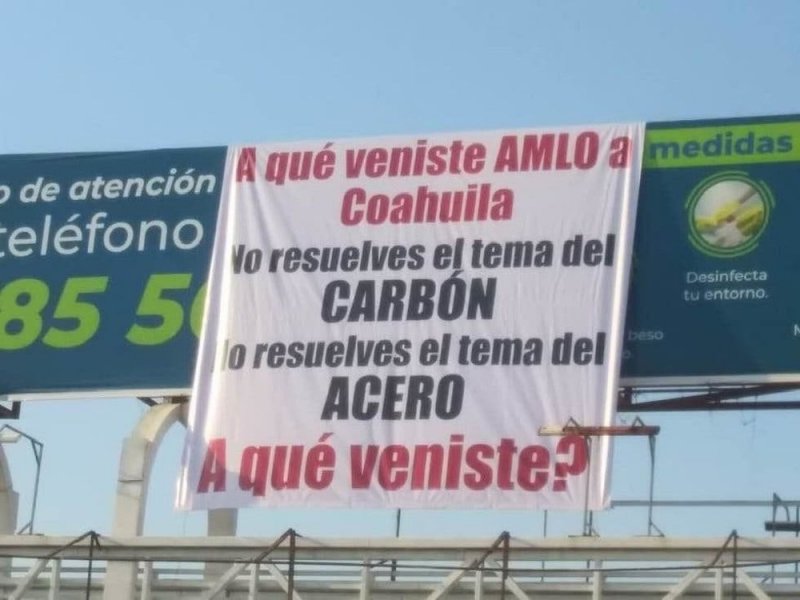 o de atención
teléfono
85 5
A qué veniste AMLO a
Coahuila
No resuelves el tema del
CARBÓN
No resuelves el tema del
ACERO
A qué veniste?
medidas
Desinfecta
tu entorno.
beso